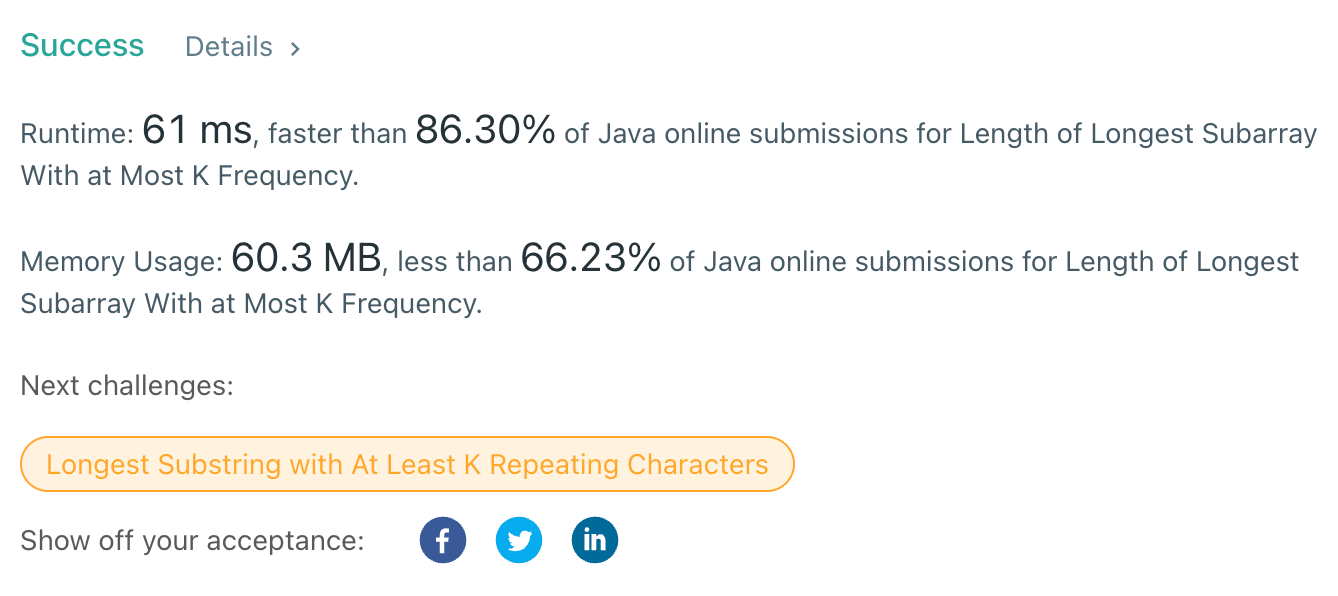 Success Details >
Runtime: 61 ms, faster than 86.30% of Java online submissions for Length of Longest Subarray
With at Most K Frequency.
Memory Usage: 60.3 MB, less than 66.23% of Java online submissions for Length of Longest
Subarray With at Most K Frequency.
Next challenges:
Longest Substring with At Least K Repeating Characters
Show off your acceptance: f in